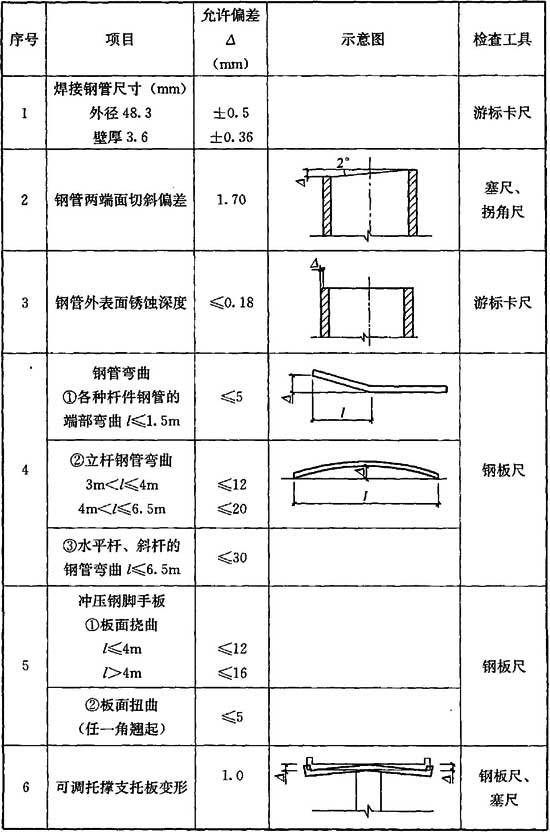 序号
项目
允许偏差
Δ
（mm）
示意图
检查工具
1
焊接钢管尺寸（mm）
外径48.3
壁厚3.6
±0.5
±0.36
游标卡尺
2
钢管两端面切斜偏差
1.70
2°
Δ
塞尺、
拐角尺
3
钢管外表面锈蚀深度
≤0.18
Δ
游标卡尺
4
钢管弯曲
①各种杆件钢管的
端部弯曲l≤1.5m
≤5
Δ
l
②立杆钢管弯曲
3m<l≤4m
4m<l≤6.5m
≤12
≤20
Δ
l
③水平杆、斜杆的
钢管弯曲l≤6.5m
≤30
钢板尺
5
冲压钢脚手板
①板面挠曲
l≤4m
l>4m
≤12
≤16
②板面扭曲
（任一角翘起）
≤5
钢板尺
6
可调托撑支托板变形
1.0
Δ
Δ
钢板尺、
塞尺